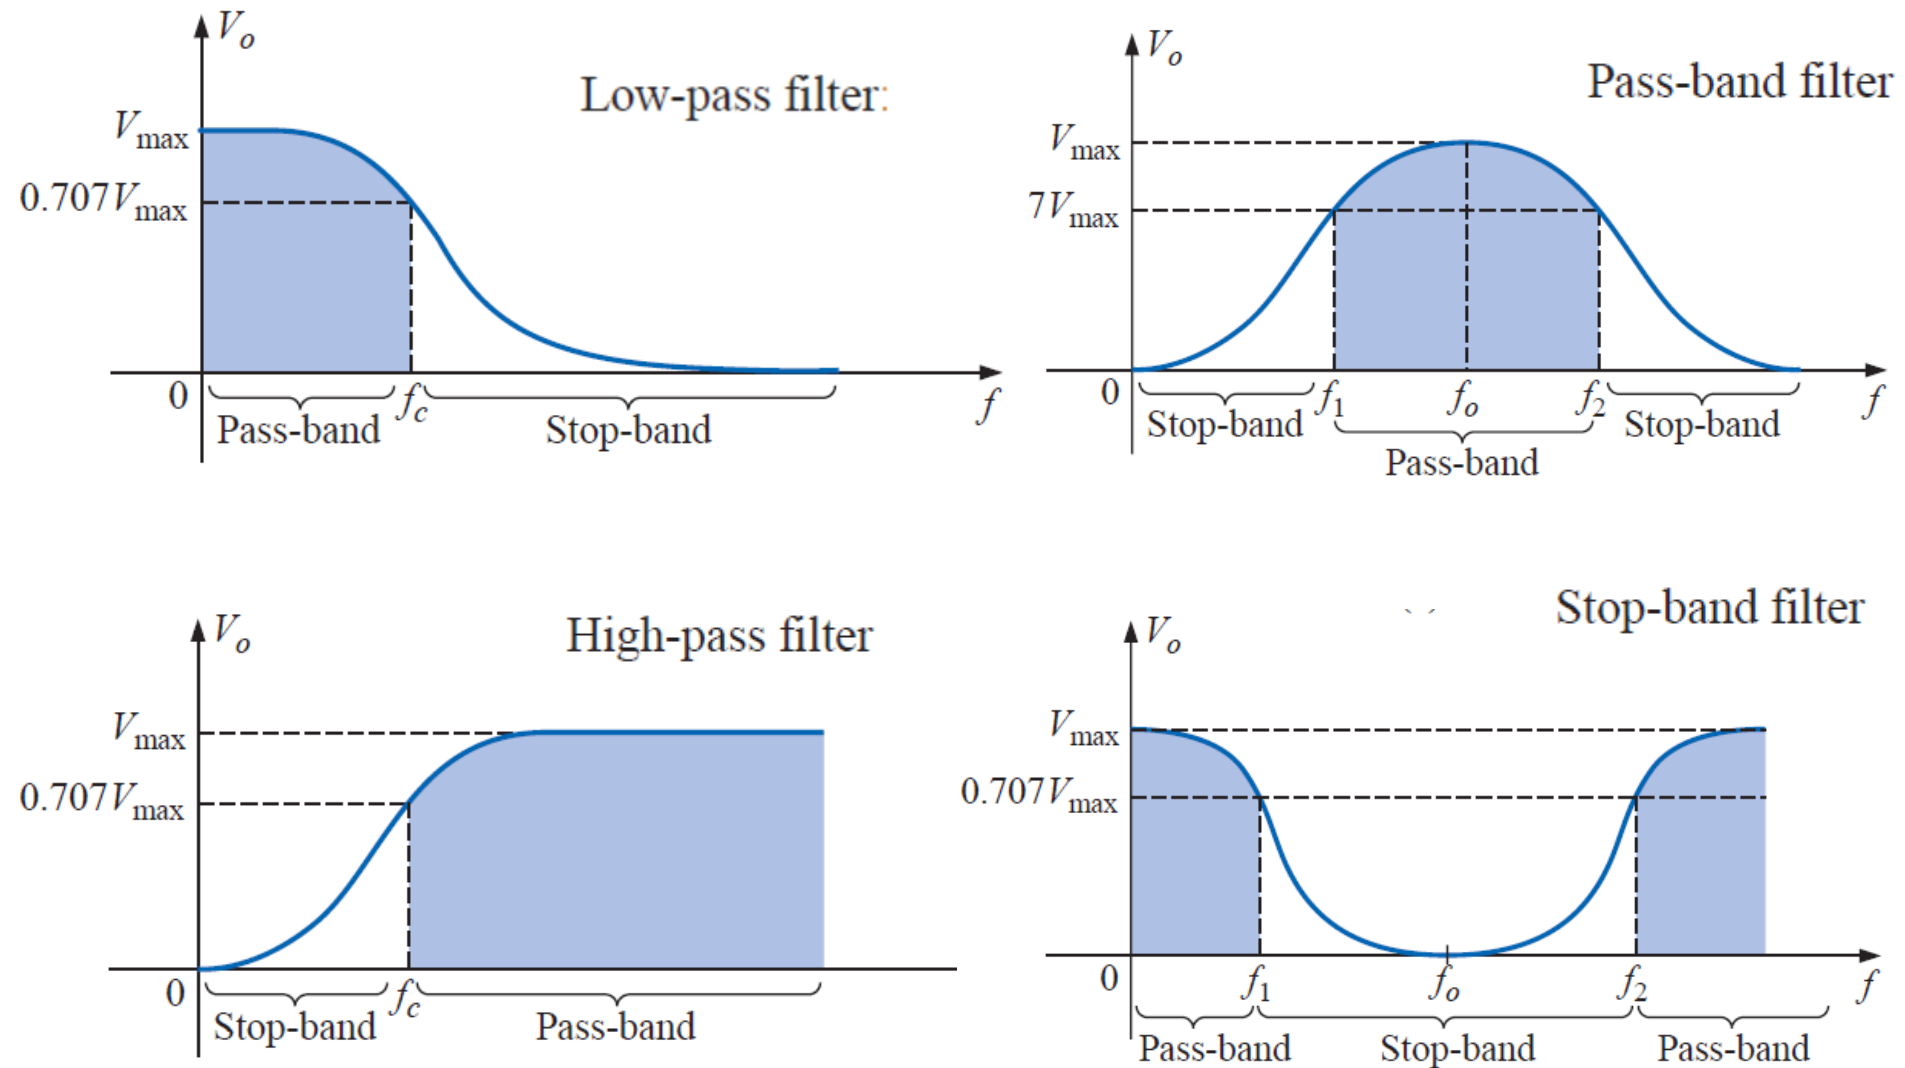 Vo
Low-pass filter:
Vmax
0.707Vmax
0
fc
f
Pass-band
Stop-band
Vo
Pass-band filter
Vmax
7Vmax
0
f1
fo
f2
f
Stop-band
Stop-band
Pass-band
Vo
High-pass filter
Vmax
0.707Vmax
0
fc
Stop-band
Pass-band
Stop-band filter
Vo
Vmax
0.707Vmax
0
f1
fo
f2
f
Pass-band
Stop-band
Pass-band